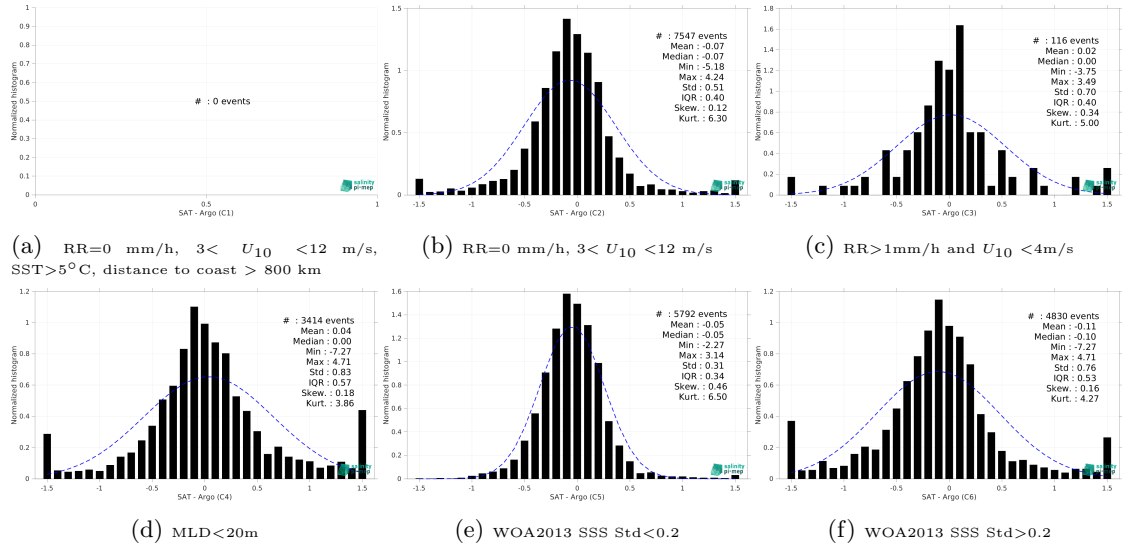 1
0.9
0.8
0.7
0.6
0.5
0.4
0.3
0.2
0.1
0
Normalized histogram
# : 0 events
salinity
pi-mep
0 0.5 1
SAT - Argo (C1)
1.5
1
0.5
0
Normalized histogram
# : 7547 events
Mean : -0.07
Median : -0.07
Min : -5.18
Max : 4.24
Std : 0.51
IQR : 0.40
Skew. : 0.12
Kurt. : 6.30
salinity
pi-mep
-1.5 -1 -0.5 0 0.5 1 1.5
SAT - Argo (C2)
1.8
1.6
1.4
1.2
1
0.8
0.6
0.4
0.2
0
Normalized histogram
# : 116 events
Mean : 0.02
Median : 0.00
Min : -3.75
Max : 3.49
Std : 0.70
IQR : 0.40
Skew. : 0.34
Kurt. : 5.00
salinity
pi-mep
-1.5 -1 -0.5 0 0.5 1 1.5
SAT - Argo (C3)
(a) RR=0 mm/h, 3< U10 <12 m/s,
SST>5°C, distance to coast > 800 km
(b) RR=0 mm/h, 3< U10 <12 m/s
(c) RR>1mm/h and U10 <4m/s
1.2
1
0.8
0.6
0.4
0.2
0
Normalized histogram
# : 3414 events
Mean : 0.04
Median : 0.00
Min : -7.27
Max : 4.71
Std : 0.83
IQR : 0.57
Skew. : 0.18
Kurt. : 3.86
salinity
pi-mep
-1.5 -1 -0.5 0 0.5 1 1.5
SAT - Argo (C4)
1.6
1.4
1.2
1
0.8
0.6
0.4
0.2
0
Normalized histogram
# : 5792 events
Mean : -0.05
Median : -0.05
Min : -2.27
Max : 3.14
Std : 0.31
IQR : 0.34
Skew. : 0.46
Kurt. : 6.50
salinity
pi-mep
-1.5 -1 -0.5 0 0.5 1 1.5
SAT - Argo (C5)
1.2
1
0.8
0.6
0.4
0.2
0
Normalized histogram
# : 4830 events
Mean : -0.11
Median : -0.10
Min : -7.27
Max : 4.71
Std : 0.76
IQR : 0.53
Skew. : 0.16
Kurt. : 4.27
salinity
pi-mep
-1.5 -1 -0.5 0 0.5 1 1.5
SAT - Argo (C6)
(d) MLD<20m
(e) WOA2013 SSS Std<0.2
(f) WOA2013 SSS Std>0.2